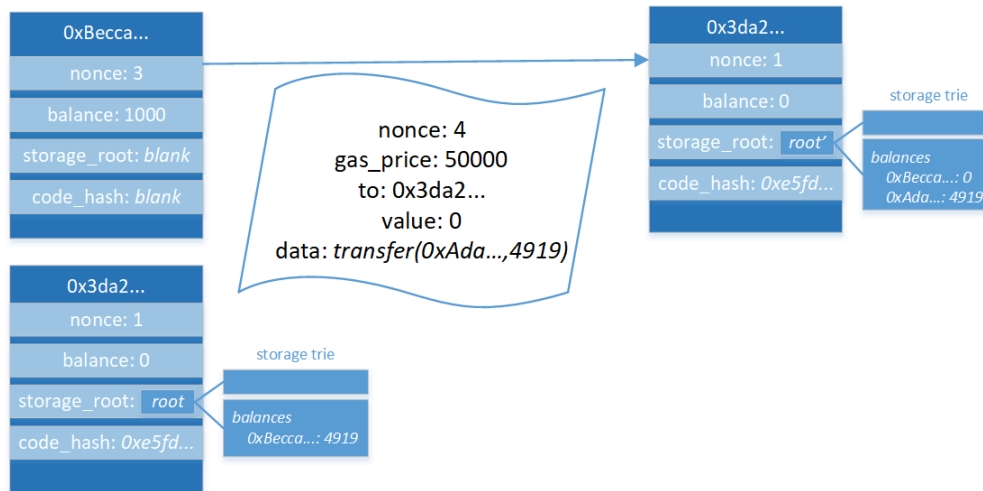 0xBecca...
nonce: 3
balance: 1000
storage_root: blank
code_hash: blank
nonce: 4
gas_price: 50000
to: 0x3da2...
value: 0
data: transfer(0xAda...,4919)
0x3da2...
nonce: 1
balance: 0
storage_root: root'
code_hash: 0xe5fd...
storage trie
balances
0xBecca...: 0
0xAda...: 4919
0x3da2...
nonce: 1
balance: 0
storage_root: root
code_hash: 0xe5fd...
storage trie
balances
0xBecca...: 4919